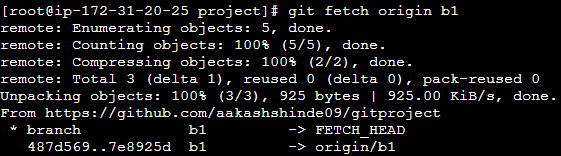 [root@ip-172-31-20-25 project]# git fetch origin b1
remote: Enumerating objects: 5, done.
remote: Counting objects: 100% (5/5), done.
remote: Compressing objects: 100% (2/2), done.
remote: Total 3 (delta 1), reused 0 (delta 0), pack-reused 0
Unpacking objects: 100% (3/3), 925 bytes | 925.00 KiB/s, done.
From https://github.com/aakashshinde09/gitproject
 * branch            b1         -> FETCH_HEAD
   487d569..7e8925d  b1         -> origin/b1